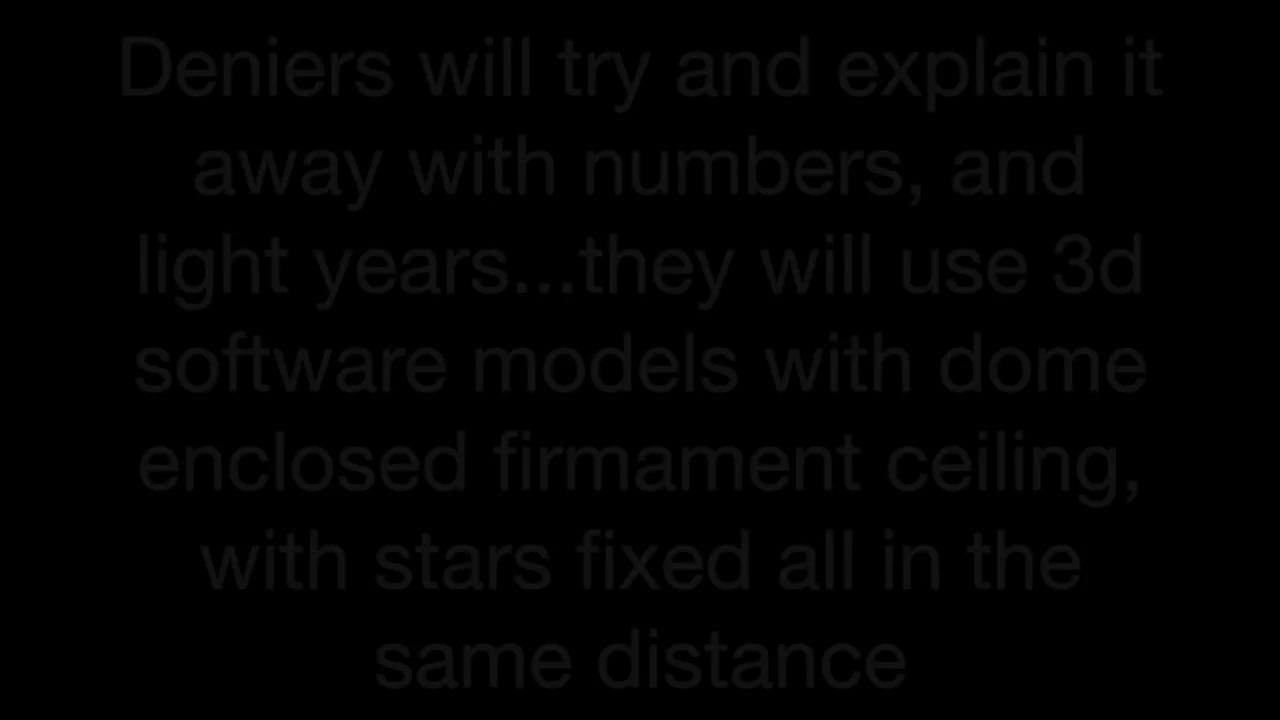 Deniers will try and explain it
away with numbers, and
light years...they will use 3d
software models with dome
enclosed firmament ceiling,
with stars fixed all in the
same distance